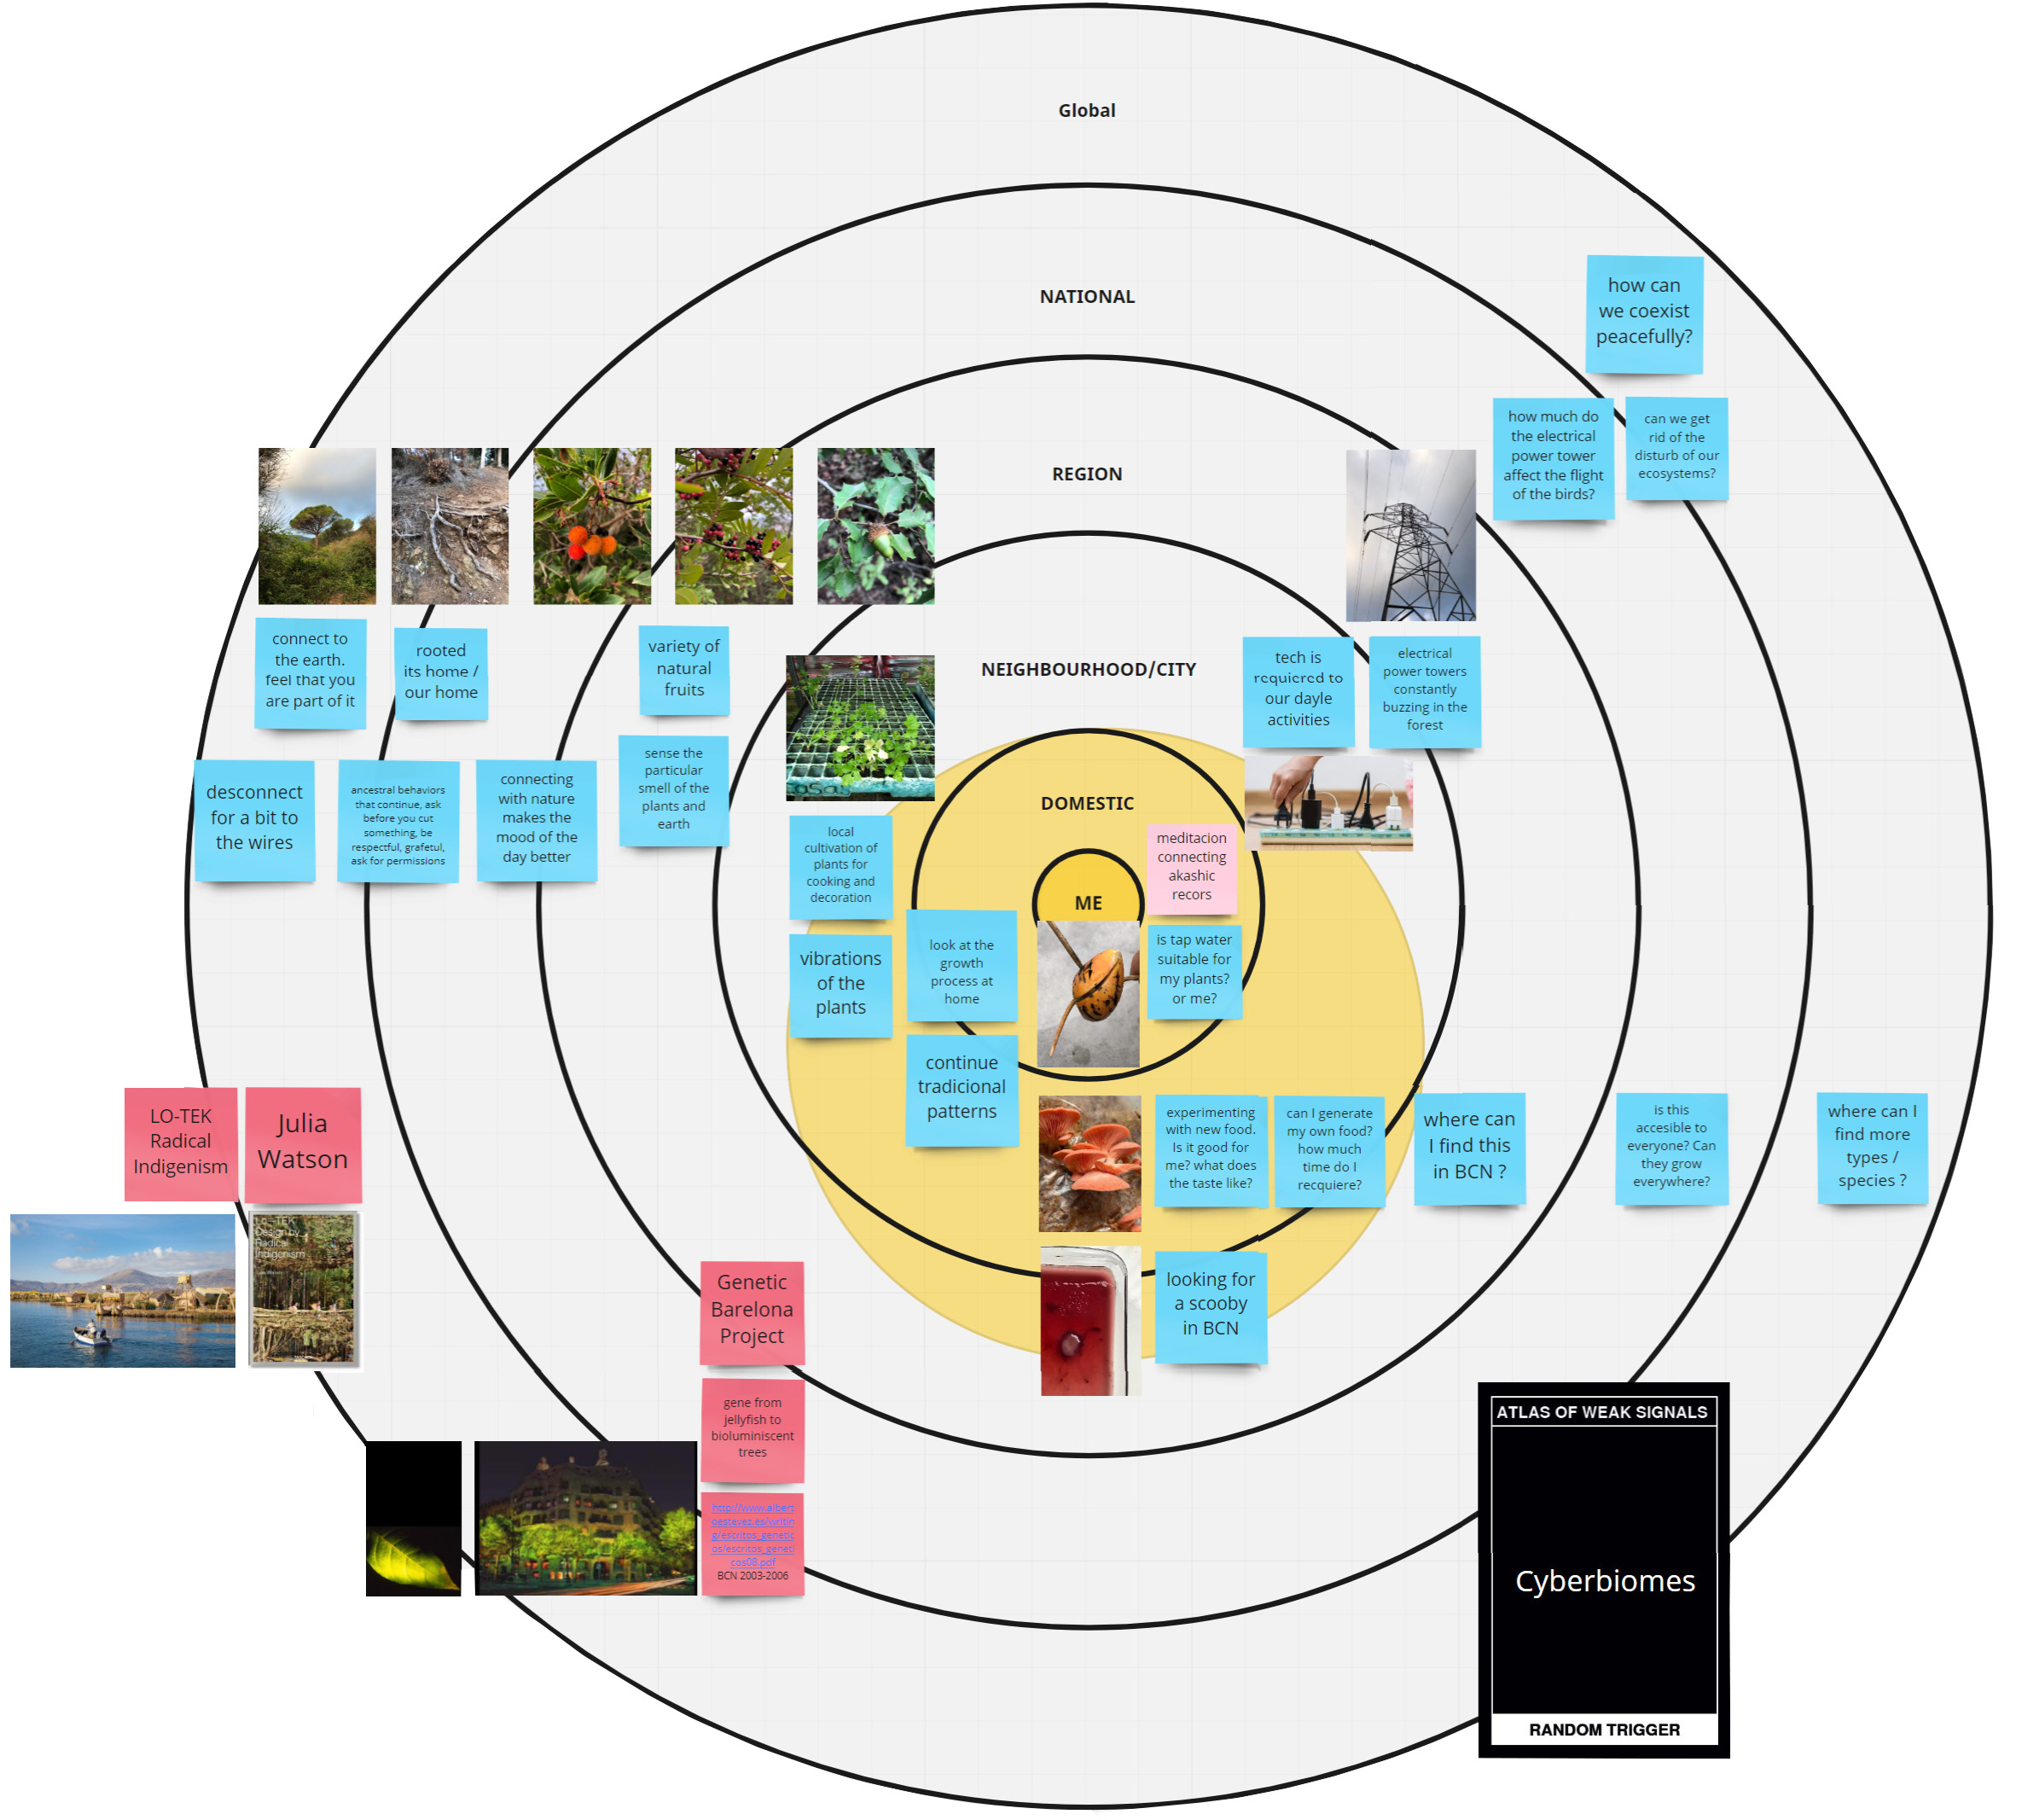 Global
NATIONAL
REGION
NEIGHBOURHOOD/CITY
DOMESTIC
ME
how can
we coexist
peacefully?
how much do
the electrical
power tower
affect the flight
of the birds?
can we get
rid of the
disturb of our
ecosystems?
connect to
the earth.
feel that you
are part of it
rooted
its home /
our home
variety of
natural
fruits
tech is
requiered to
our dayle
activities
electrical
power towers
constantly
buzzing in the
forest
desconnect
for a bit to
the wires
ancestral behaviors
that continue, ask
before you cut
something, be
respectful, grafetul,
ask for permissions
connecting
with nature
makes the
mood of the
day better
sense the
particular
smell of the
plants and
earth
local
cultivation of
plants for
cooking and
decoration
meditacion
connecting
akashic
recors
vibrations
of the
plants
look at the
growth
process at
home
is tap water
suitable for
my plants?
or me?
continue
tradicional
patterns
experimenting
with new food.
Is it good for
me? what does
the taste like?
can I generate
my own food?
how much
time do I
recquiere?
where can
I find this
in BCN ?
is this
accesible to
everyone? Can
they grow
everywhere?
where can I
find more
types /
species ?
LO-TEK
Radical
Indigenism
Julia
Watson
Lo—TEK
Design by
Radical
Indigenism
Genetic
Barelona
Project
looking for
a scooby
in BCN
gene from
jellyfish to
bioluminiscent
trees
http://www.albert
oestevez.es/writin
g/escritos_genetic
os/escritos_geneti
cos08.pdf
BCN 2003-2006
ATLAS OF WEAK SIGNALS
Cyberbiomes
RANDOM TRIGGER